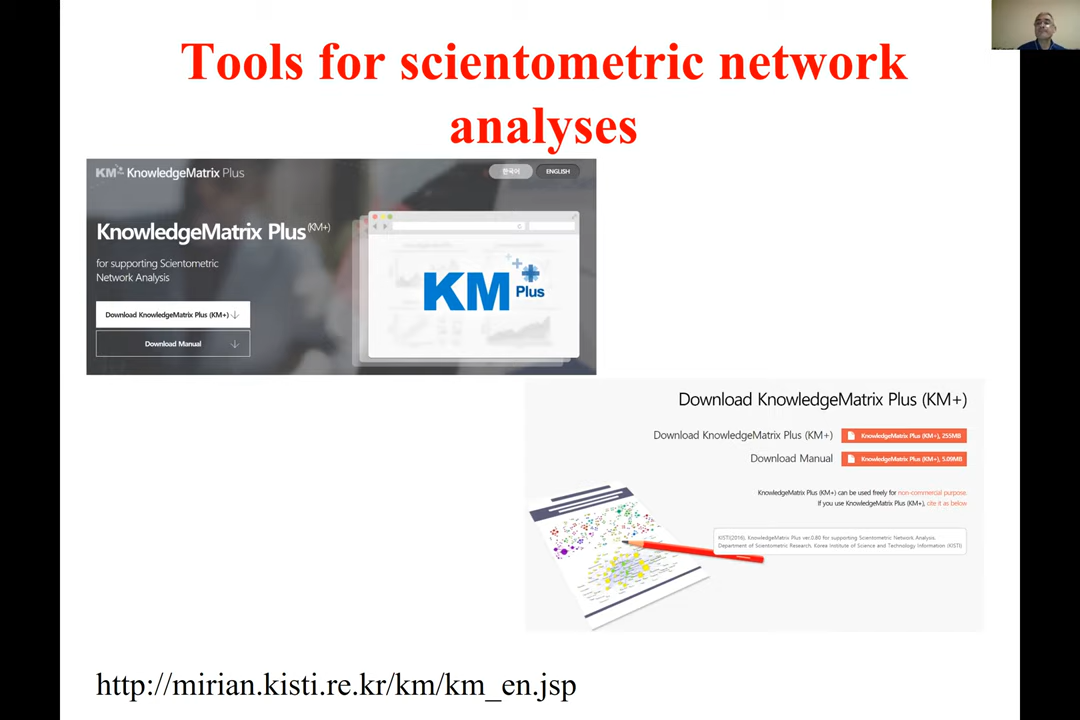 Tools for scientometric network
analyses
KM KnowledgeMatrix Plus
한국어
ENGLISH
KnowledgeMatrix Plus (KM+)
for supporting Scientometric
Network Analysis
Download KnowledgeMatrix Plus (KM+)
Download Manual
KM Plus
Download KnowledgeMatrix Plus (KM+)
Download KnowledgeMatrix Plus (KM+)
KnowledgeMatrix Plus (KM+), 255MB
Download Manual
KnowledgeMatrix Plus (KM+), 5.09MB
KnowledgeMatrix Plus (KM+) can be used freely for non-commercial purpose.
If you use KnowledgeMatrix Plus (KM+), cite it as below
KISTI(2016), KnowledgeMatrix Plus ver.0.80 for supporting Scientometric Network Analysis,
Department of Scientometric Research, Korea Institute of Science and Technology Information (KISTI)
http://mirian.kisti.re.kr/km/km_en.jsp